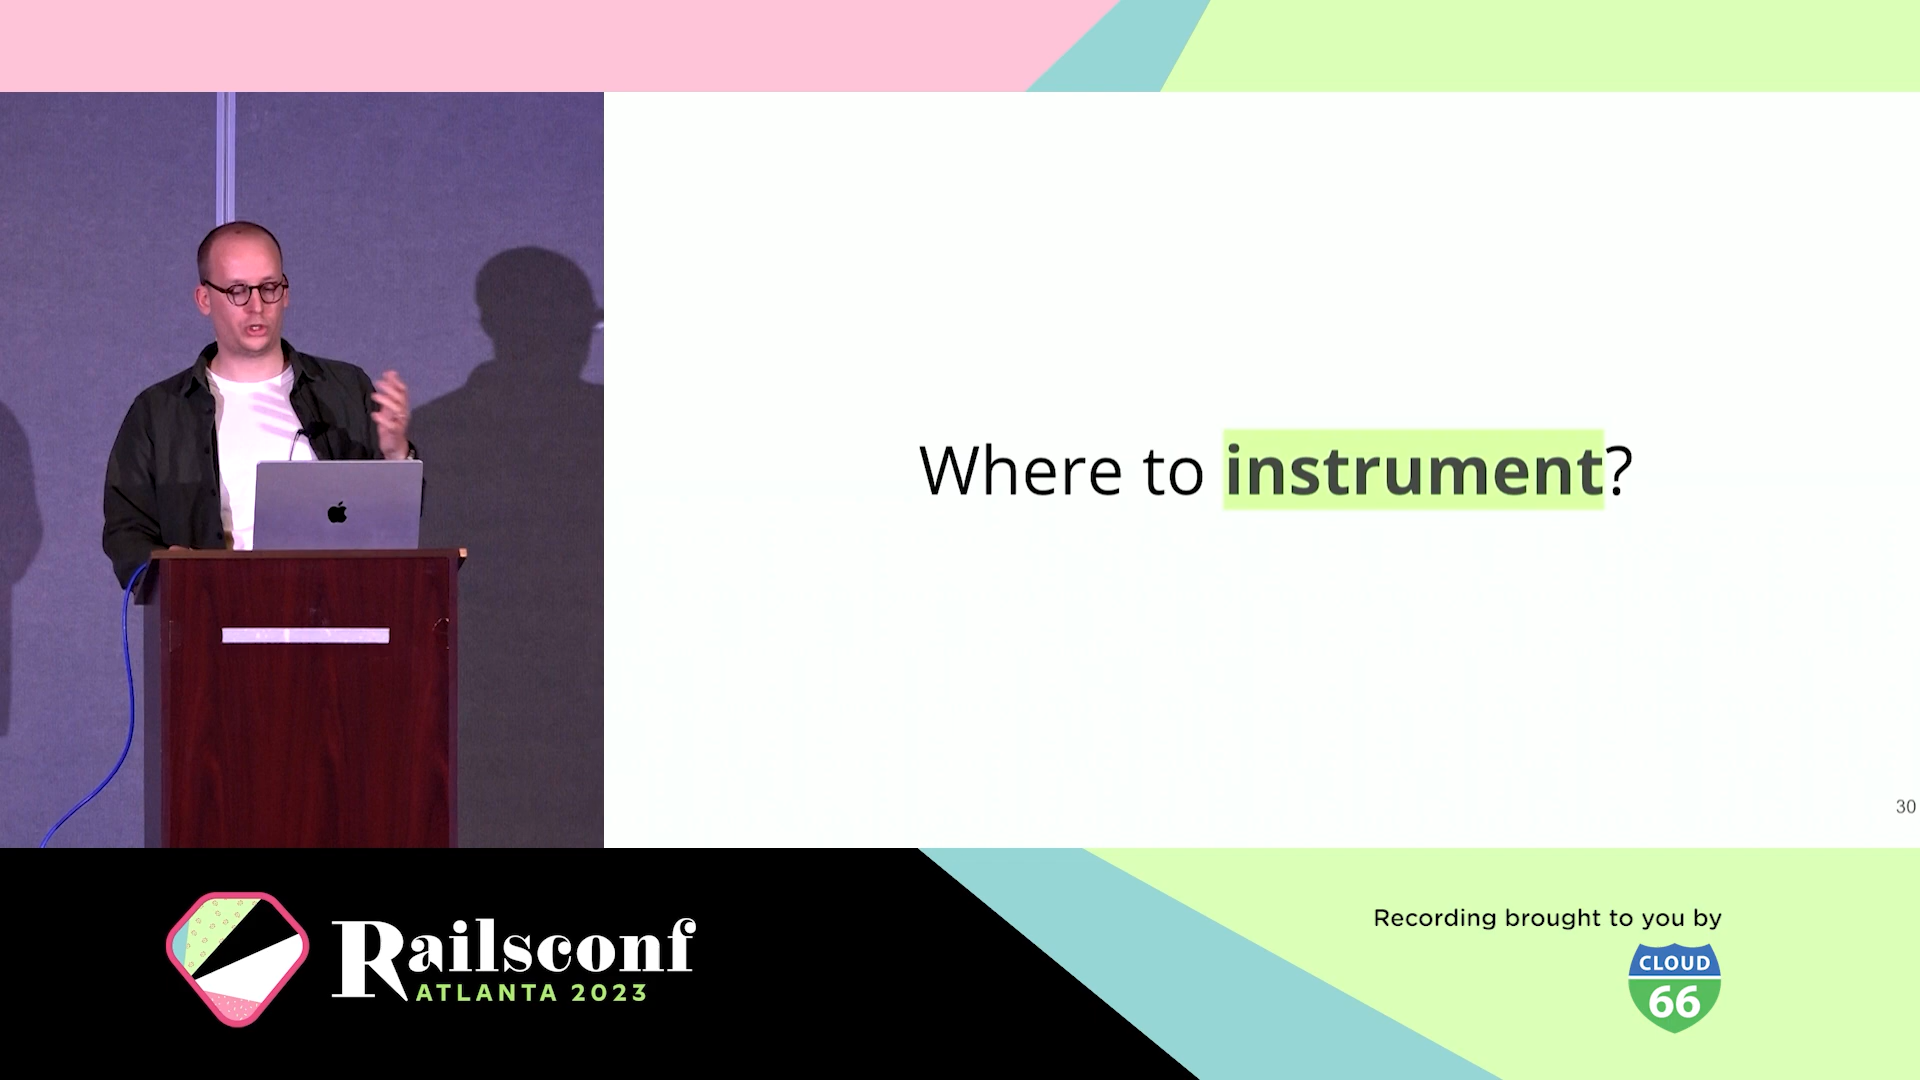 Where to instrument?
30
Railsconf
ATLANTA 2023
Recording brought to you by
CLOUD
66